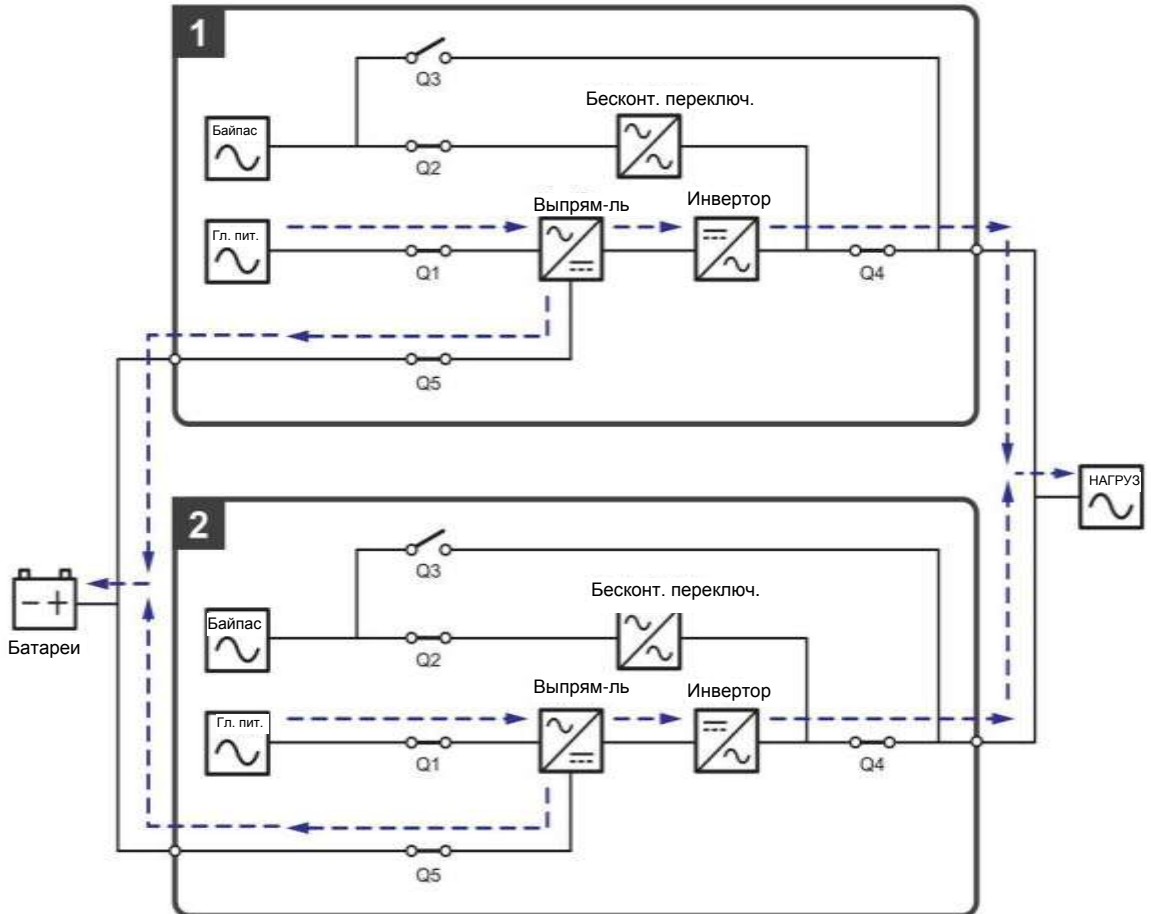 1
Q3
Бесконт. переключ.
Байпас
Q2
Выпрям-ль
Инвертор
Гл. пит.
Q1
Q4
Q5
НАГРУЗ
2
Q3
Бесконт. переключ.
Байпас
Q2
Батареи
Выпрям-ль
Инвертор
Гл. пит.
Q1
Q4
Q5